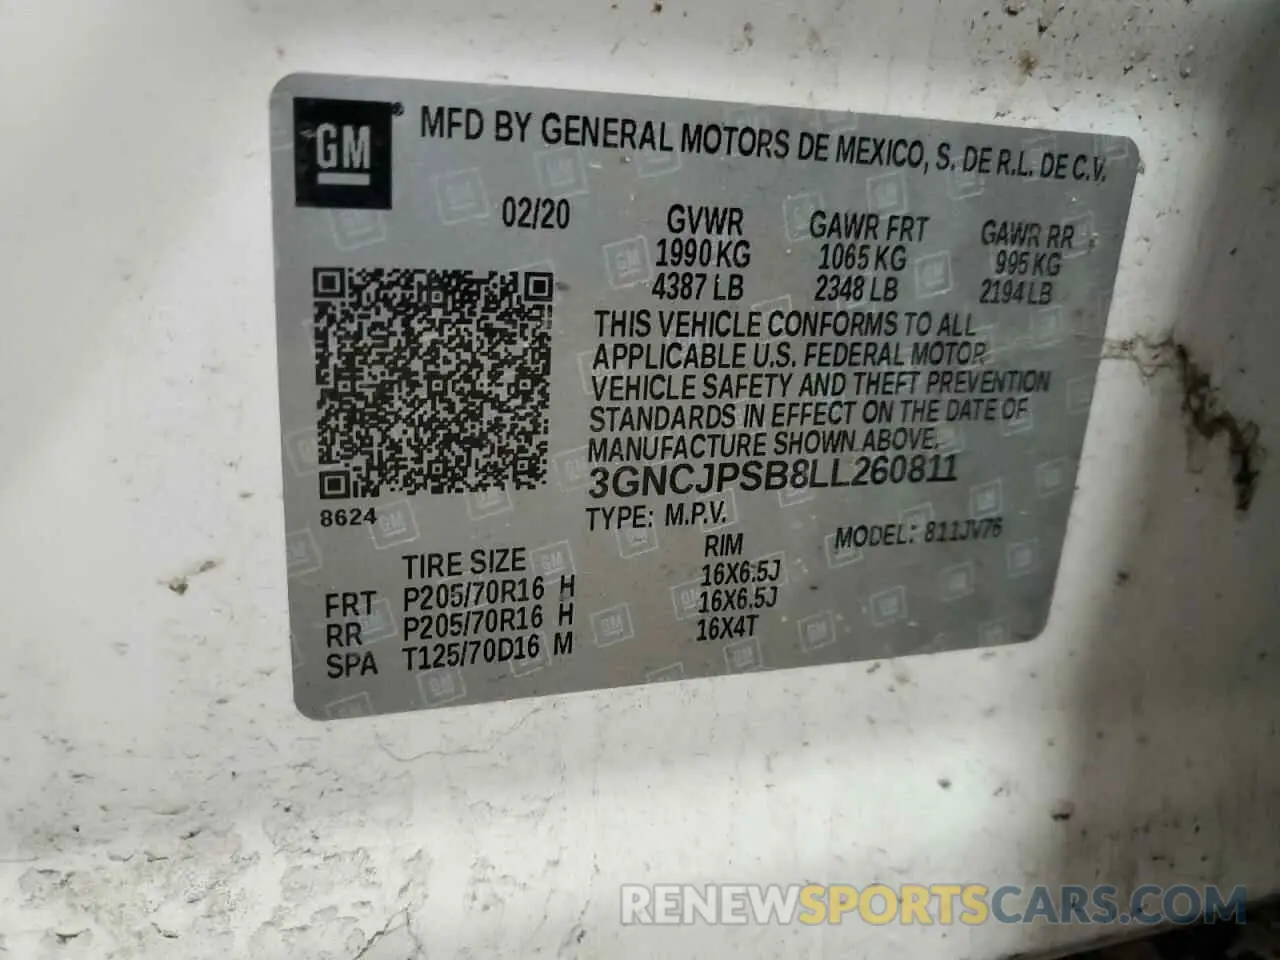 GM®
MFD BY GENERAL MOTORS DE MEXICO, S. DE R.L. DE C.V.
02/20
GVWR GAWR FRT GAWR RR
1990 KG 1065 KG 995 KG
4387 LB 2348 LB 2194 LB
THIS VEHICLE CONFORMS TO ALL
APPLICABLE U.S. FEDERAL MOTOR
VEHICLE SAFETY AND THEFT PREVENTION
STANDARDS IN EFFECT ON THE DATE OF
MANUFACTURE SHOWN ABOVE.
3GNCJPSB8LL260811
8624
TYPE: M.P.V. MODEL: 811JV76
TIRE SIZE RIM
FRT P205/70R16 H 16X6.5J
RR P205/70R16 H 16X6.5J
SPA T125/70D16 M 16X4T
RENEWSPORTSCARS.COM